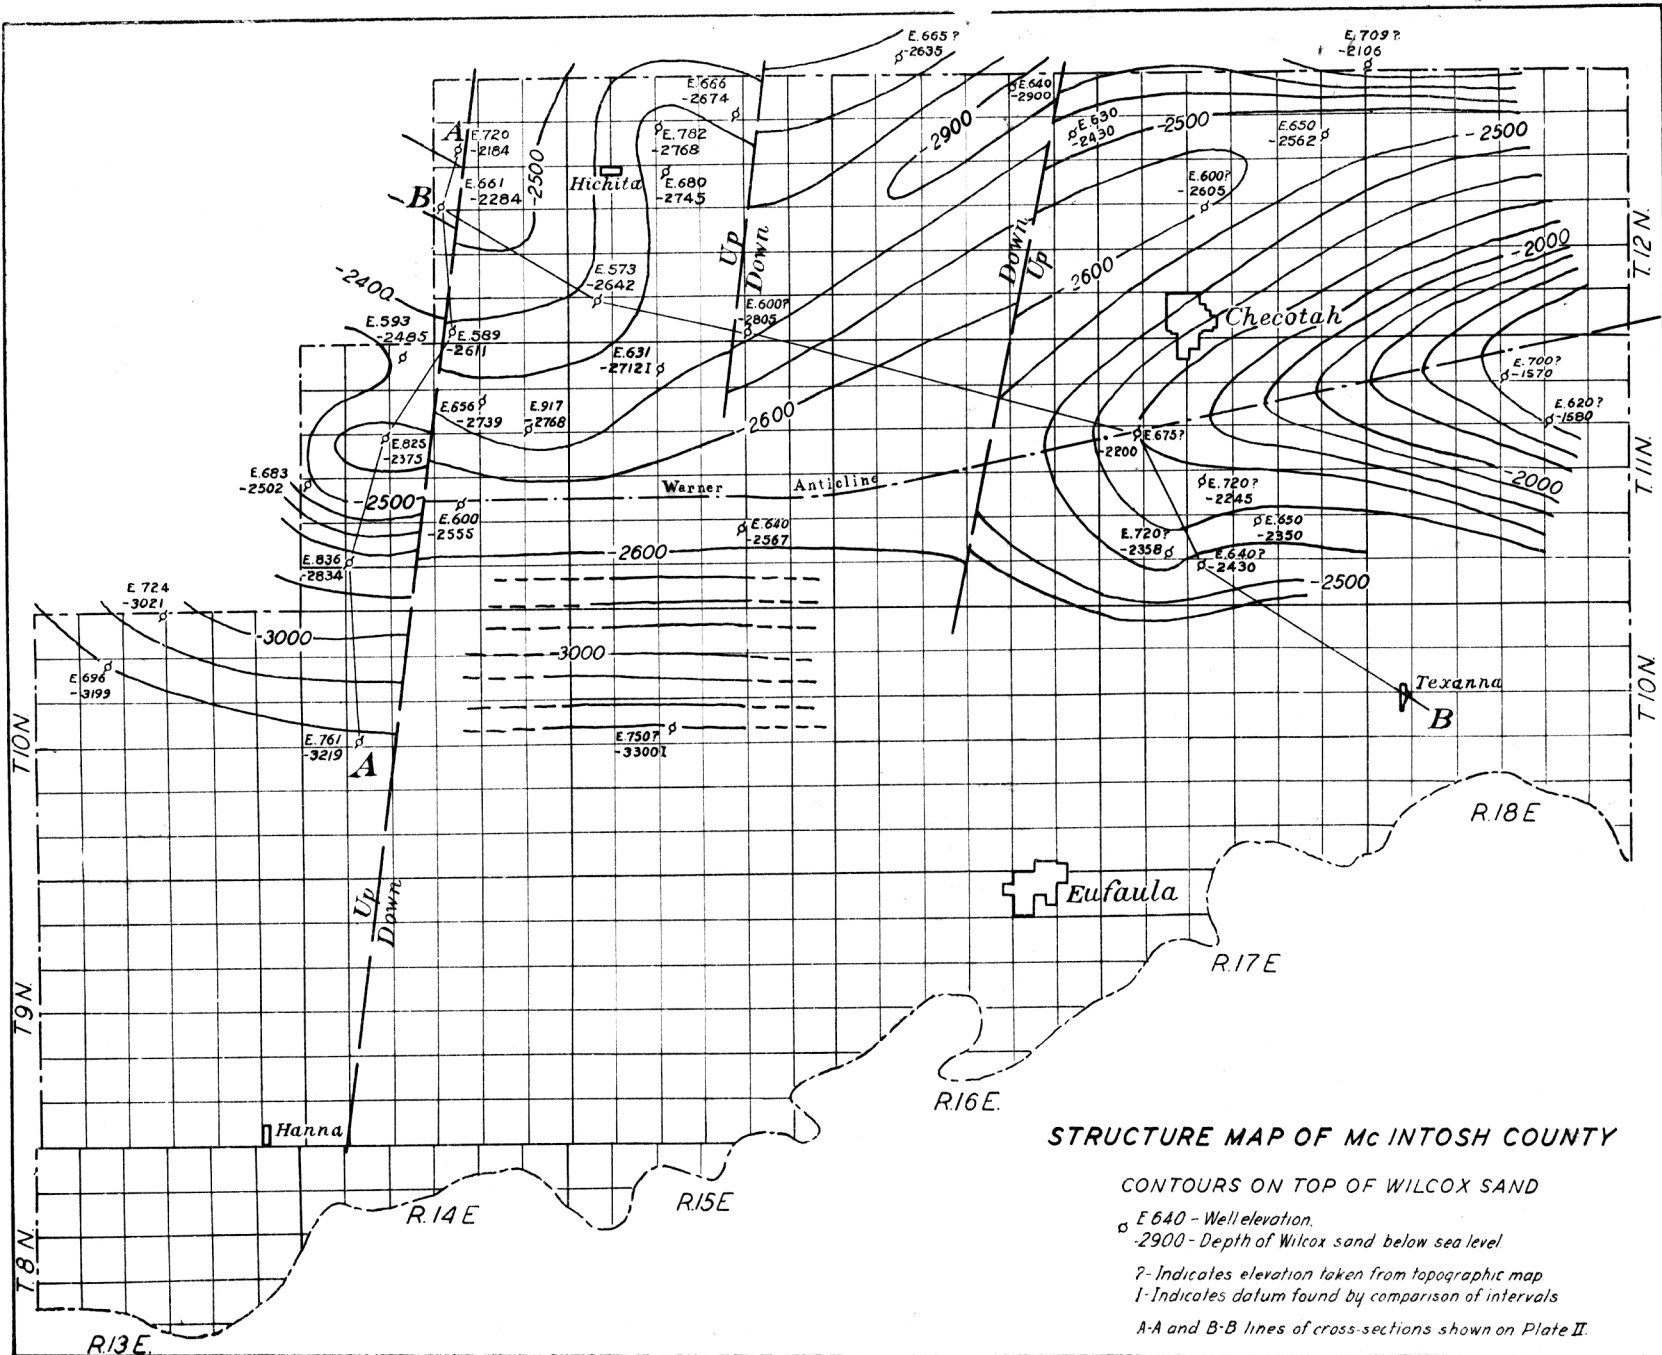 E.665?
-2635
E.709?
-2106
E.666
-2674
E.640
-2900
A
E.720
-2184
E.782
-2768
-2900
E.630
-2430
-2500
E.650
-2562
-2500
-2500
Hichita
E.661
-2284
B
E.680
-2745
E.600?
-2605
T.12 N.
Up
Down
Down
Up
-2000
-2400
E.573
-2642
-2600
E.600?
-2805
Checotah
E.593
-2485
E.589
-2611
E.631
-2712 I
E.700?
-1570
E.656
-2739
E.917
-2768
-2600
E.620?
-1580
E.825
-2375
E.675?
-2200
E.683
-2502
Warner Anticline
T.11N.
-2500
E.720?
-2245
-2000
E.600
-2555
E.640
-2567
E.650
-2350
E.720?
-2358
-2600
E.640?
-2430
E.836
-2834
-2500
E.724
-3021
-3000
-3000
E.696
-3199
Texanna
B
T10N.
T10N
E.761
-3219
A
E.750?
-3300 I
R.18E
Up
Down
Eufaula
R.17E
T9N.
R.16E.
Hanna
STRUCTURE MAP OF Mc INTOSH COUNTY
CONTOURS ON TOP OF WILCOX SAND
R.14E
R.15E
E 640 - Well elevation.
-2900 - Depth of Wilcox sand below sea level
T.8N.
?- Indicates elevation taken from topographic map
I- Indicates datum found by comparison of intervals
A-A and B-B lines of cross-sections shown on Plate II.
R.13E.